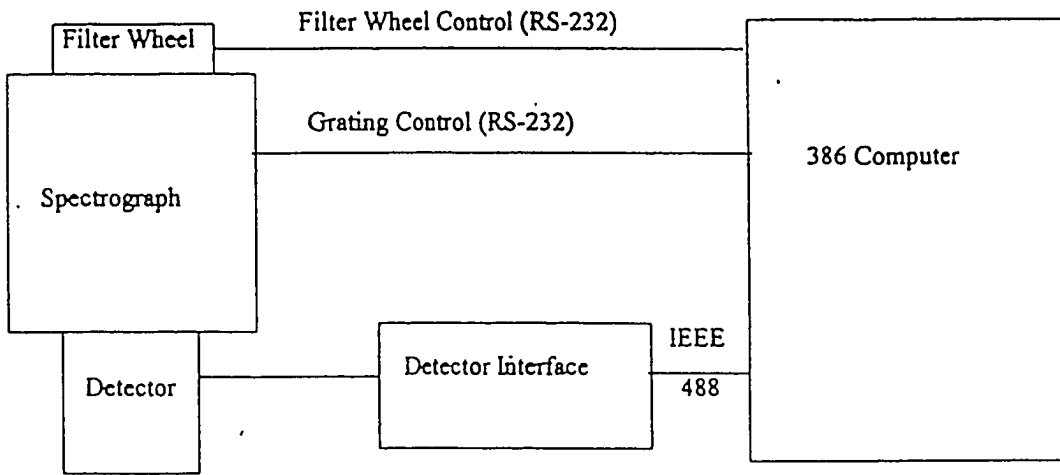 Filter Wheel
Filter Wheel Control (RS-232)
Grating Control (RS-232)
386 Computer
Spectrograph
IEEE
488
Detector Interface
Detector